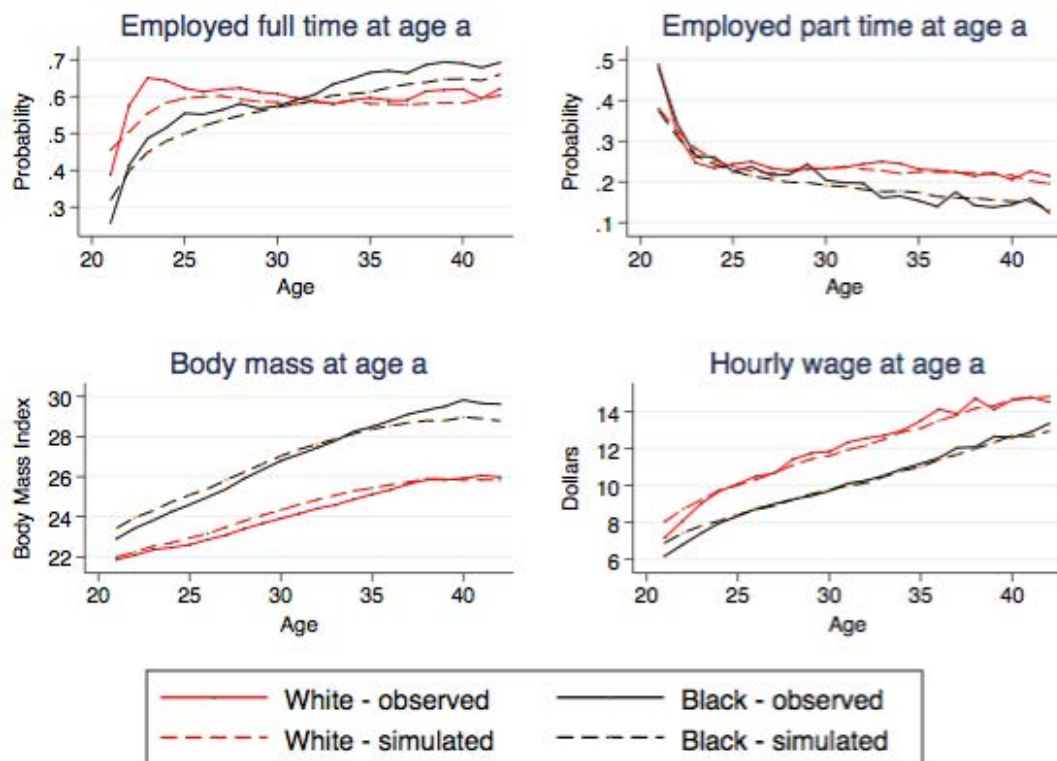 Employed full time at age a
Employed part time at age a
.7
.6
.5
.4
.3
Probability
20 25 30 35 40
Age
.5
.4
.3
.2
.1
Probability
20 25 30 35 40
Age
Body mass at age a
Hourly wage at age a
30
28
26
24
22
Body Mass Index
20 25 30 35 40
Age
14
12
10
8
6
Dollars
20 25 30 35 40
Age
White - observed
Black - observed
White - simulated
Black - simulated